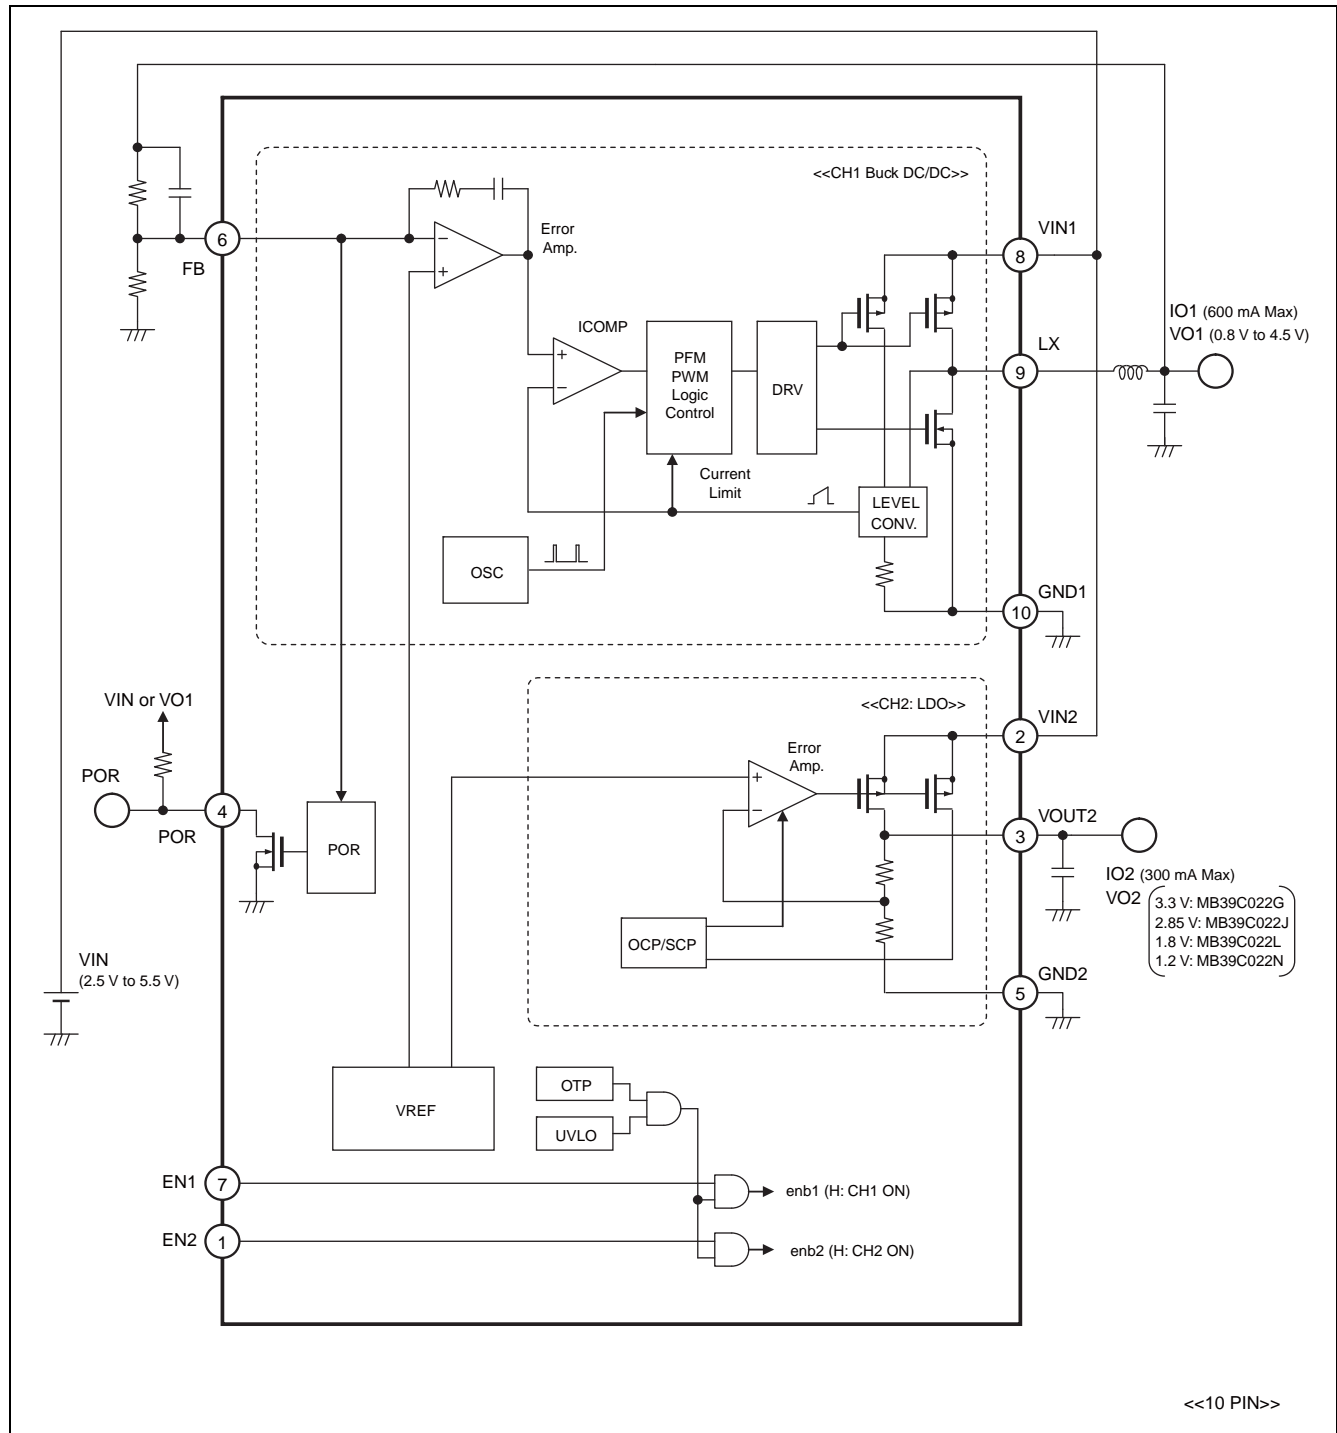 <<CH1 Buck DC/DC>>
6
FB
−
+
Error
Amp.
VIN1
8
ICOMP
+
−
PFM
PWM
Logic
Control
DRV
LX
9
IO1 (600 mA Max)
VO1 (0.8 V to 4.5 V)
Current
Limit
LEVEL
CONV.
OSC
GND1
10
<<CH2: LDO>>
VIN or VO1
VIN2
2
Error
Amp.
+
−
POR
4
POR
POR
3
VOUT2
IO2 (300 mA Max)
VO2
3.3 V: MB39C022G
2.85 V: MB39C022J
1.8 V: MB39C022L
1.2 V: MB39C022N
OCP/SCP
VIN
(2.5 V to 5.5 V)
GND2
5
VREF
OTP
UVLO
EN1
7
enb1 (H: CH1 ON)
EN2
1
enb2 (H: CH2 ON)
<<10 PIN>>